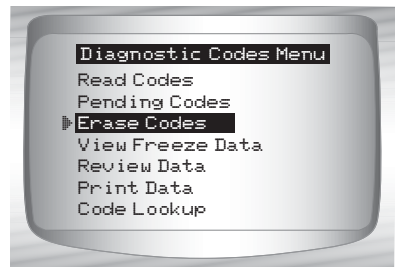 Diagnostic Codes Menu
Read Codes
Pending Codes
Erase Codes
View Freeze Data
Review Data
Print Data
Code Lookup